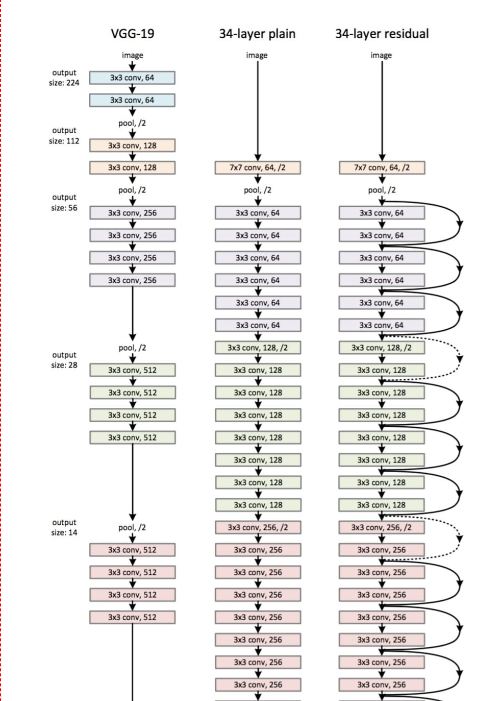 VGG-19
34-layer plain
34-layer residual
image
image
image
output
size: 224
3x3 conv, 64
3x3 conv, 64
pool, /2
output
size: 112
3x3 conv, 128
3x3 conv, 128
7x7 conv, 64, /2
7x7 conv, 64, /2
pool, /2
pool, /2
pool, /2
output
size: 56
3x3 conv, 256
3x3 conv, 64
3x3 conv, 64
3x3 conv, 256
3x3 conv, 64
3x3 conv, 64
3x3 conv, 256
3x3 conv, 64
3x3 conv, 64
3x3 conv, 256
3x3 conv, 64
3x3 conv, 64
3x3 conv, 64
3x3 conv, 64
3x3 conv, 64
3x3 conv, 64
output
size: 28
pool, /2
3x3 conv, 128, /2
3x3 conv, 128, /2
3x3 conv, 512
3x3 conv, 128
3x3 conv, 128
3x3 conv, 512
3x3 conv, 128
3x3 conv, 128
3x3 conv, 512
3x3 conv, 128
3x3 conv, 128
3x3 conv, 512
3x3 conv, 128
3x3 conv, 128
3x3 conv, 128
3x3 conv, 128
3x3 conv, 128
3x3 conv, 128
3x3 conv, 128
3x3 conv, 128
output
size: 14
pool, /2
3x3 conv, 256, /2
3x3 conv, 256, /2
3x3 conv, 512
3x3 conv, 256
3x3 conv, 256
3x3 conv, 512
3x3 conv, 256
3x3 conv, 256
3x3 conv, 512
3x3 conv, 256
3x3 conv, 256
3x3 conv, 512
3x3 conv, 256
3x3 conv, 256
3x3 conv, 256
3x3 conv, 256
3x3 conv, 256
3x3 conv, 256
3x3 conv, 256
3x3 conv, 256